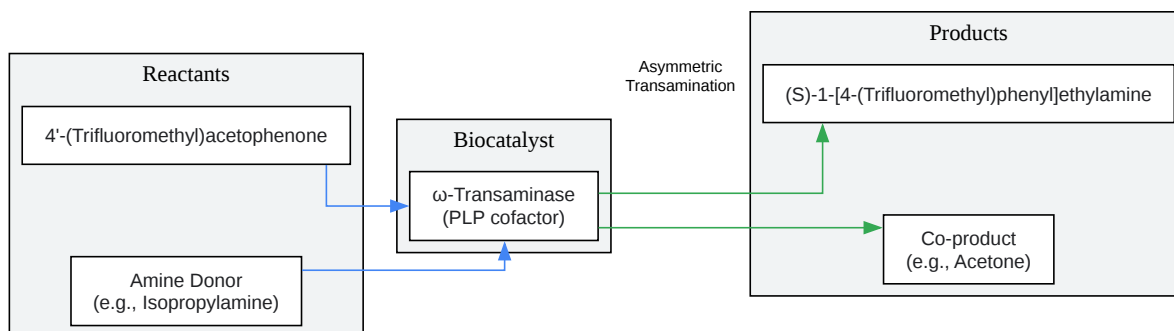 Reactants
4'-(Trifluoromethyl)acetophenone
Amine Donor
(e.g., Isopropylamine)
Biocatalyst
ω-Transaminase
(PLP cofactor)
Asymmetric
Transamination
Products
(S)-1-[4-(Trifluoromethyl)phenyl]ethylamine
Co-product
(e.g., Acetone)